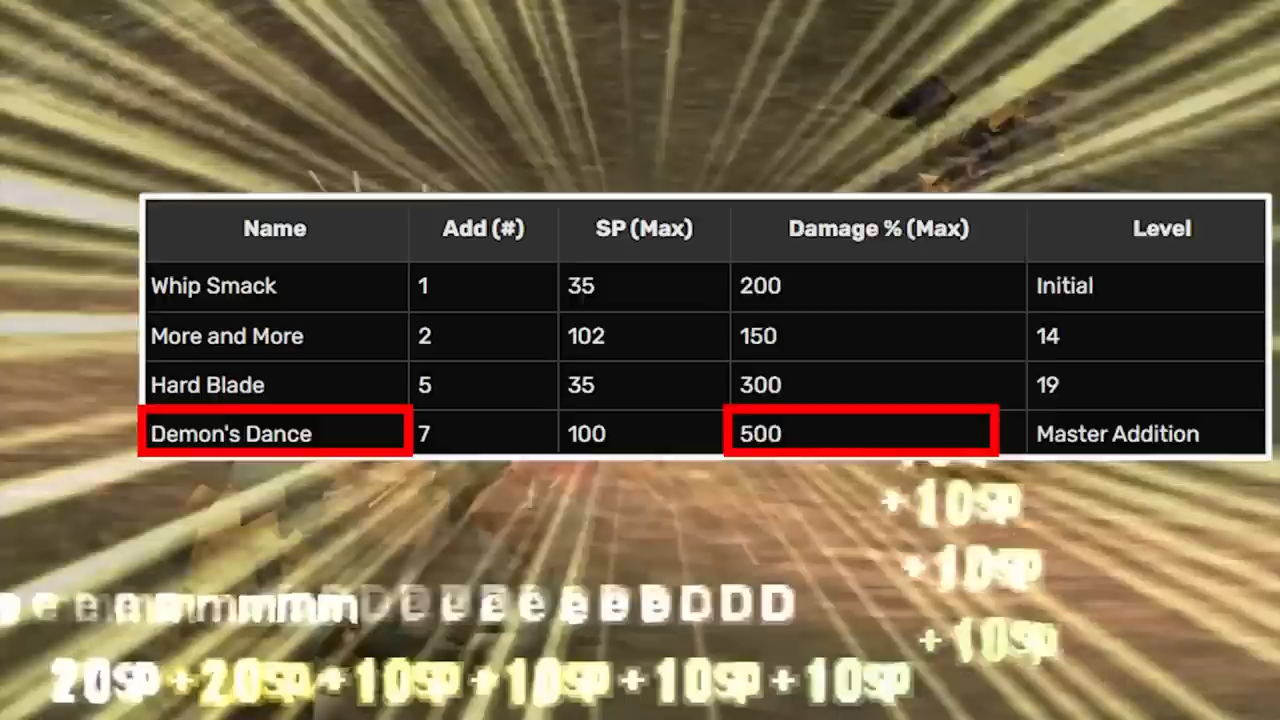 Name Add (#) SP (Max) Damage % (Max) Level
Whip Smack 1 35 200 Initial
More and More 2 102 150 14
Hard Blade 5 35 300 19
Demon's Dance 7 100 500 Master Addition
+10SP
+10SP
+10SP
20SP+20SP+10SP+10SP+10SP+10SP